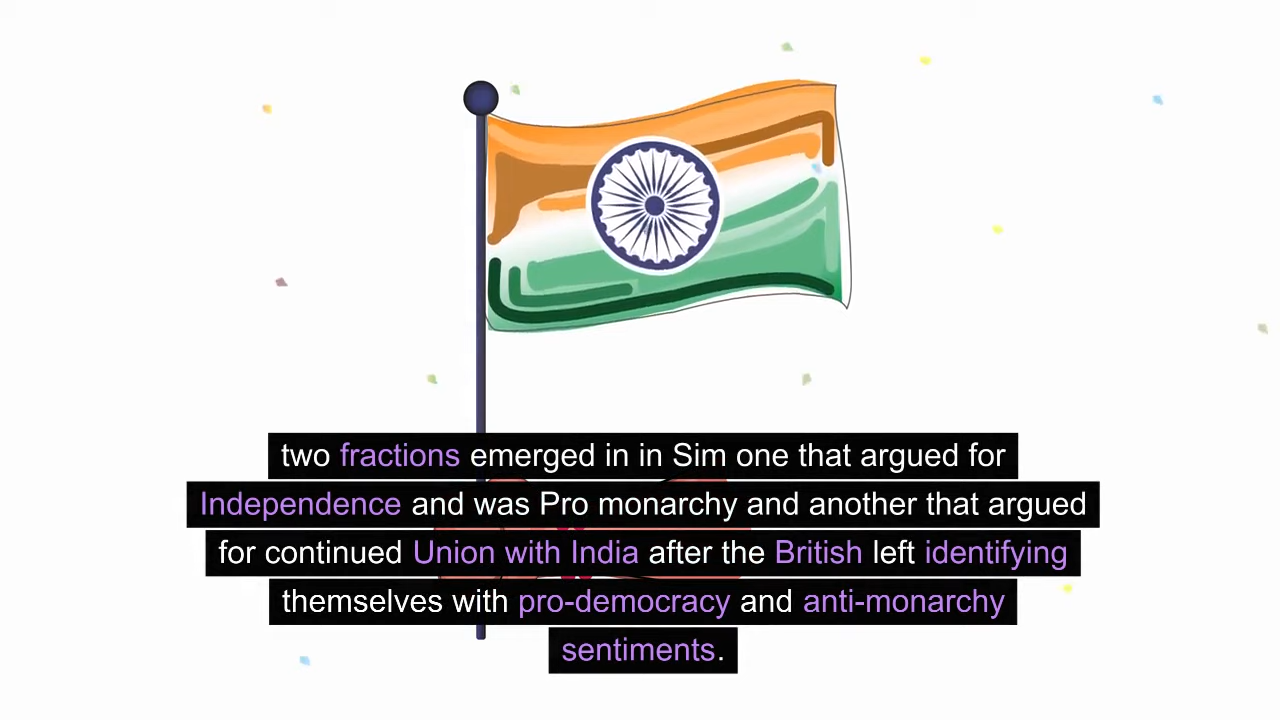 two fractions emerged in in Sim one that argued for
Independence and was Pro monarchy and another that argued
for continued Union with India after the British left identifying
themselves with pro-democracy and anti-monarchy
sentiments.